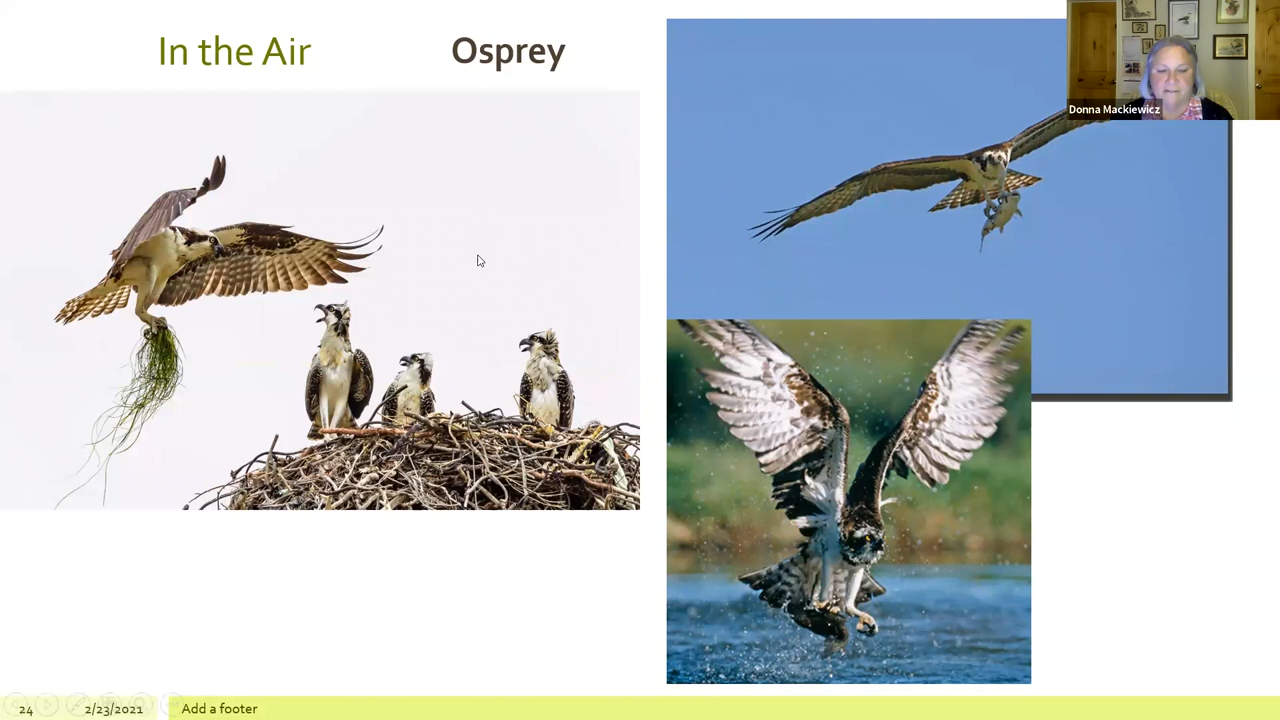 In the Air
Osprey
Donna Mackiewicz
24
2/23/2021
Add a footer